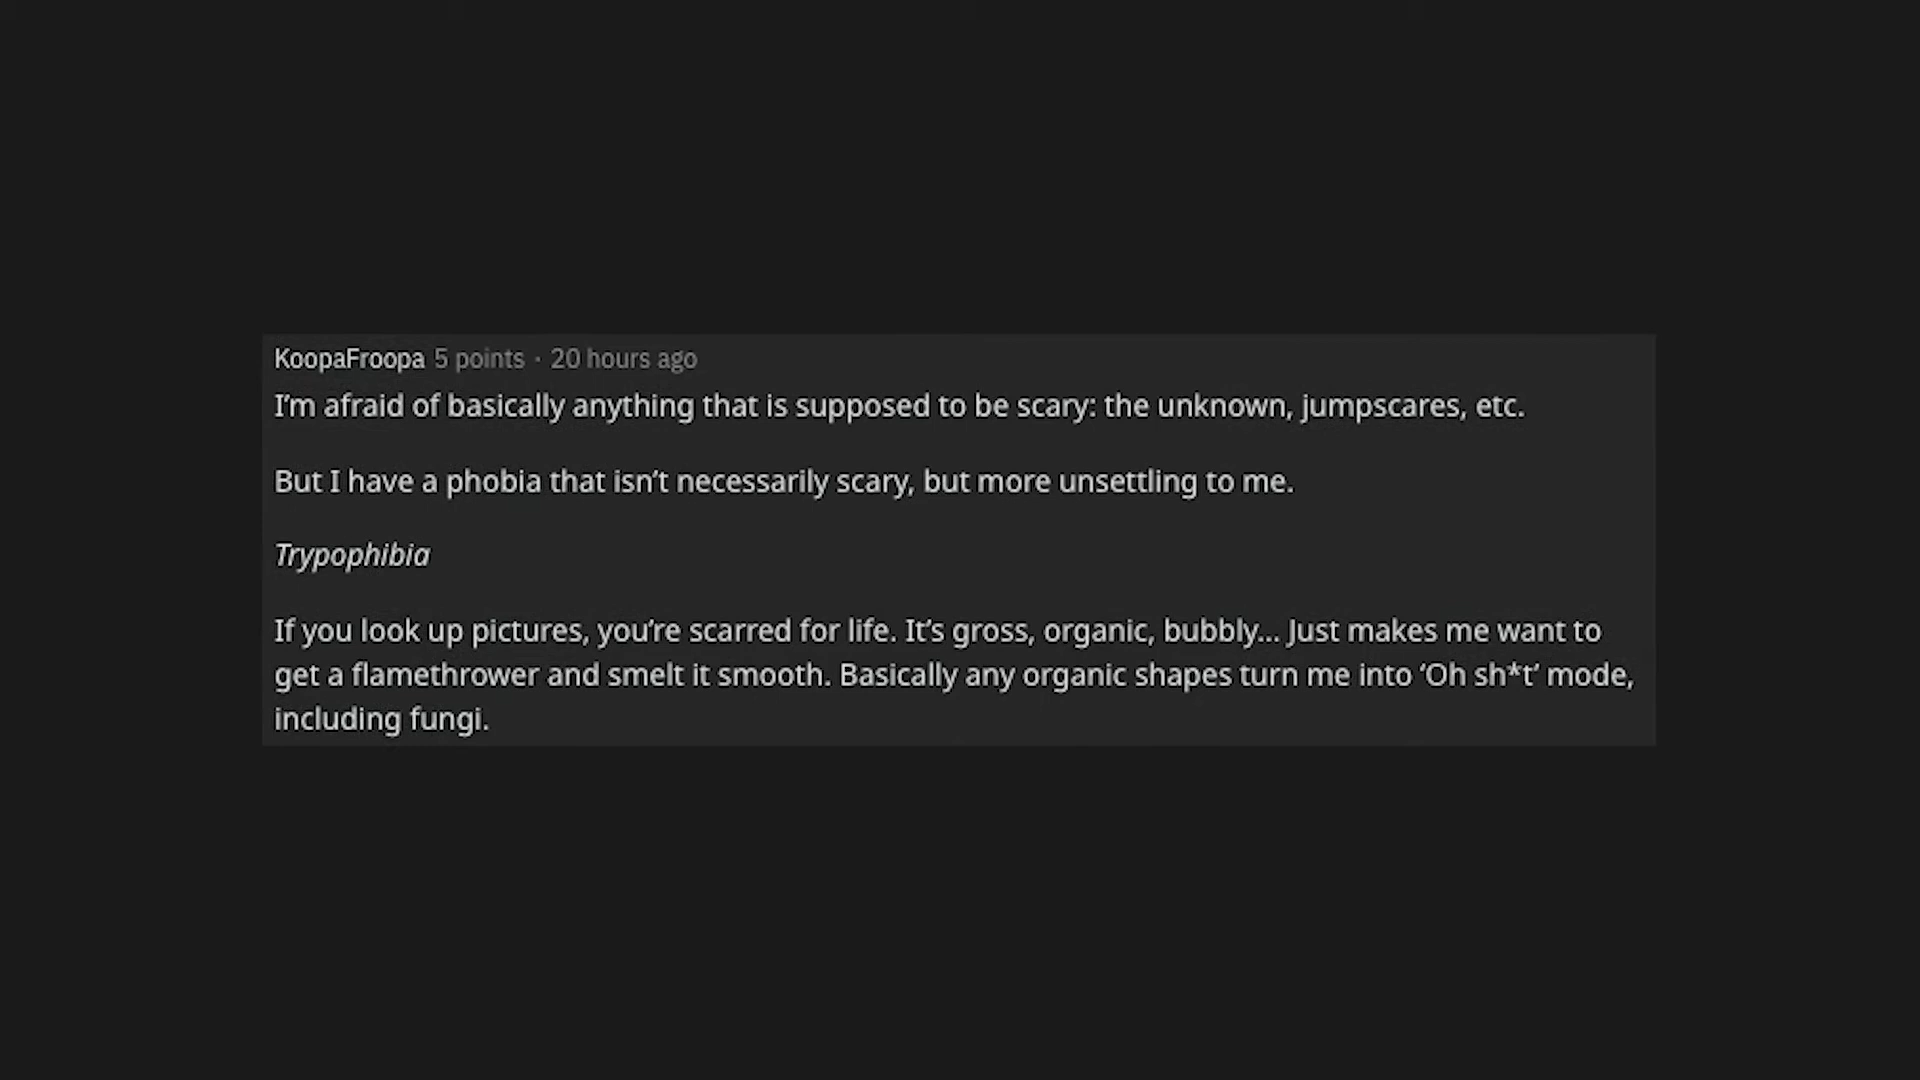 KoopaFroopa 5 points · 20 hours ago
I’m afraid of basically anything that is supposed to be scary: the unknown, jumpscares, etc.
But I have a phobia that isn’t necessarily scary, but more unsettling to me.
Trypophibia
If you look up pictures, you’re scarred for life. It’s gross, organic, bubbly... Just makes me want to
get a flamethrower and smelt it smooth. Basically any organic shapes turn me into ‘Oh sh*t’ mode,
including fungi.